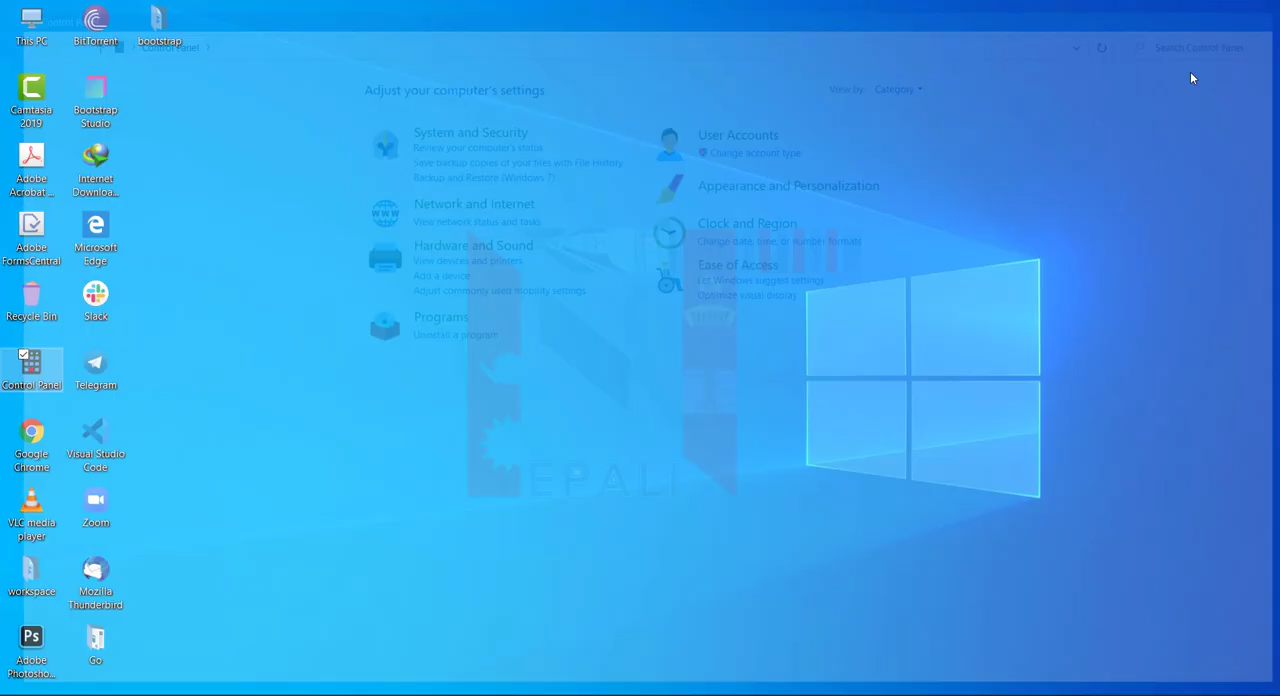 This PC
BitTorrent
bootstrap
Control Panel
Search Control Panel
Adjust your computer's settings
View by: Category
System and Security
Review your computer's status
Save backup copies of your files with File History
Backup and Restore (Windows 7)
Network and Internet
View network status and tasks
Hardware and Sound
View devices and printers
Add a device
Adjust commonly used mobility settings
Programs
Uninstall a program
User Accounts
Change account type
Appearance and Personalization
Clock and Region
Change date, time, or number formats
Ease of Access
Let Windows suggest settings
Optimize visual display
WWW
EPALI
Camtasia
2019
Bootstrap
Studio
Adobe
Acrobat ...
Internet
Downloa...
Adobe
FormsCentral
Microsoft
Edge
Recycle Bin
Slack
Control Panel
Telegram
Google
Chrome
Visual Studio
Code
VLC media
player
Zoom
workspace
Mozilla
Thunderbird
Ps
Adobe
Photosho...
Go